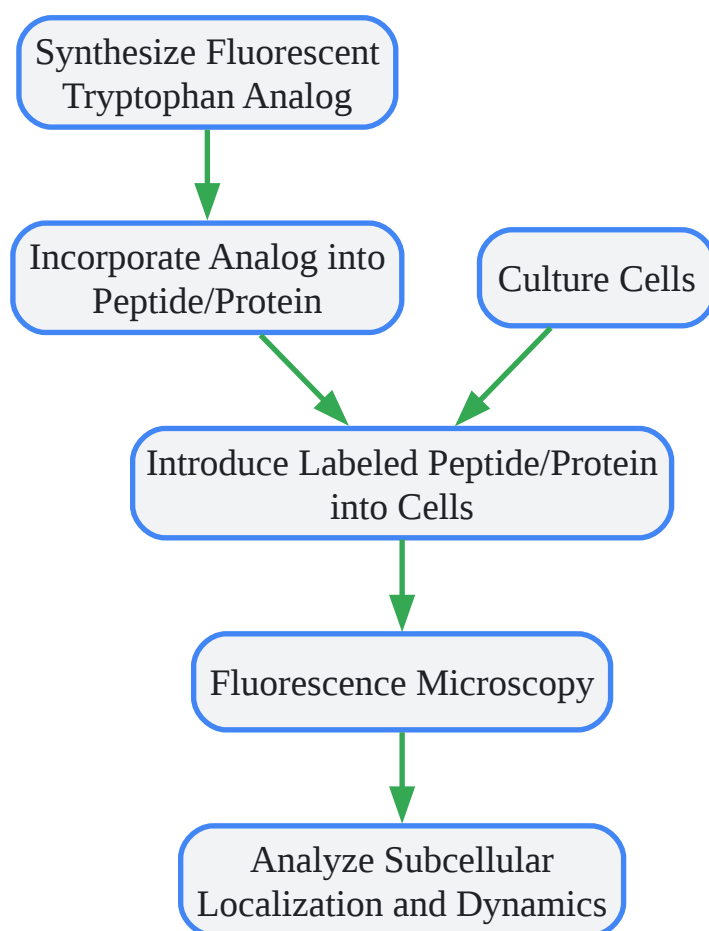 Synthesize Fluorescent
Tryptophan Analog
Incorporate Analog into
Peptide/Protein
Culture Cells
Introduce Labeled Peptide/Protein
into Cells
Fluorescence Microscopy
Analyze Subcellular
Localization and Dynamics